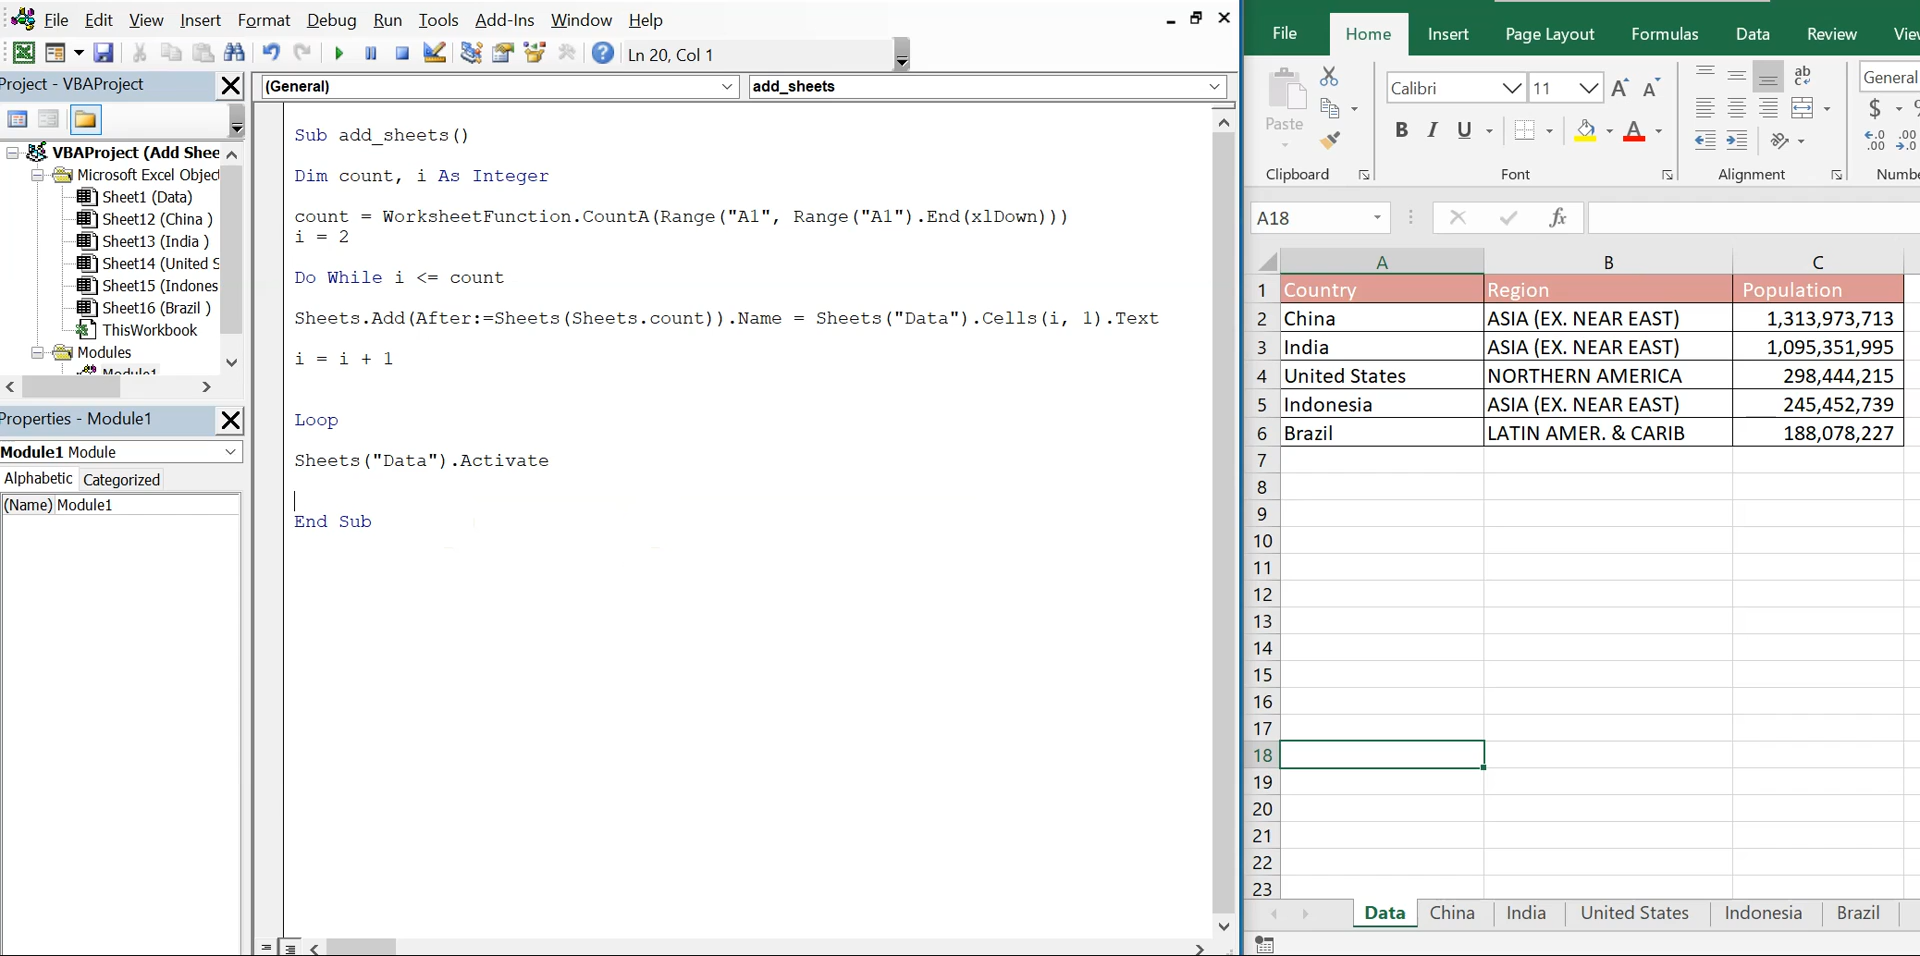 File Edit View Insert Format Debug Run Tools Add-Ins Window Help
Ln 20, Col 1
Project - VBAProject
VBAProject (Add Shee
Microsoft Excel Object
Sheet1 (Data)
Sheet12 (China )
Sheet13 (India )
Sheet14 (United S
Sheet15 (Indones
Sheet16 (Brazil )
ThisWorkbook
Modules
Module1
Properties - Module1
Module1 Module
Alphabetic Categorized
(Name) Module1
(General) add_sheets
Sub add_sheets()
Dim count, i As Integer
count = WorksheetFunction.CountA(Range("A1", Range("A1").End(xlDown)))
i = 2
Do While i <= count
Sheets.Add(After:=Sheets(Sheets.count)).Name = Sheets("Data").Cells(i, 1).Text
i = i + 1
Loop
Sheets("Data").Activate
End Sub
File Home Insert Page Layout Formulas Data Review Vie
Paste
Calibri 11
B I U A
General
$
Clipboard Font Alignment Numb
A18 fx
A B C
1 Country Region Population
2 China ASIA (EX. NEAR EAST) 1,313,973,713
3 India ASIA (EX. NEAR EAST) 1,095,351,995
4 United States NORTHERN AMERICA 298,444,215
5 Indonesia ASIA (EX. NEAR EAST) 245,452,739
6 Brazil LATIN AMER. & CARIB 188,078,227
7
8
9
10
11
12
13
14
15
16
17
18
19
20
21
22
23
Data China India United States Indonesia Brazil